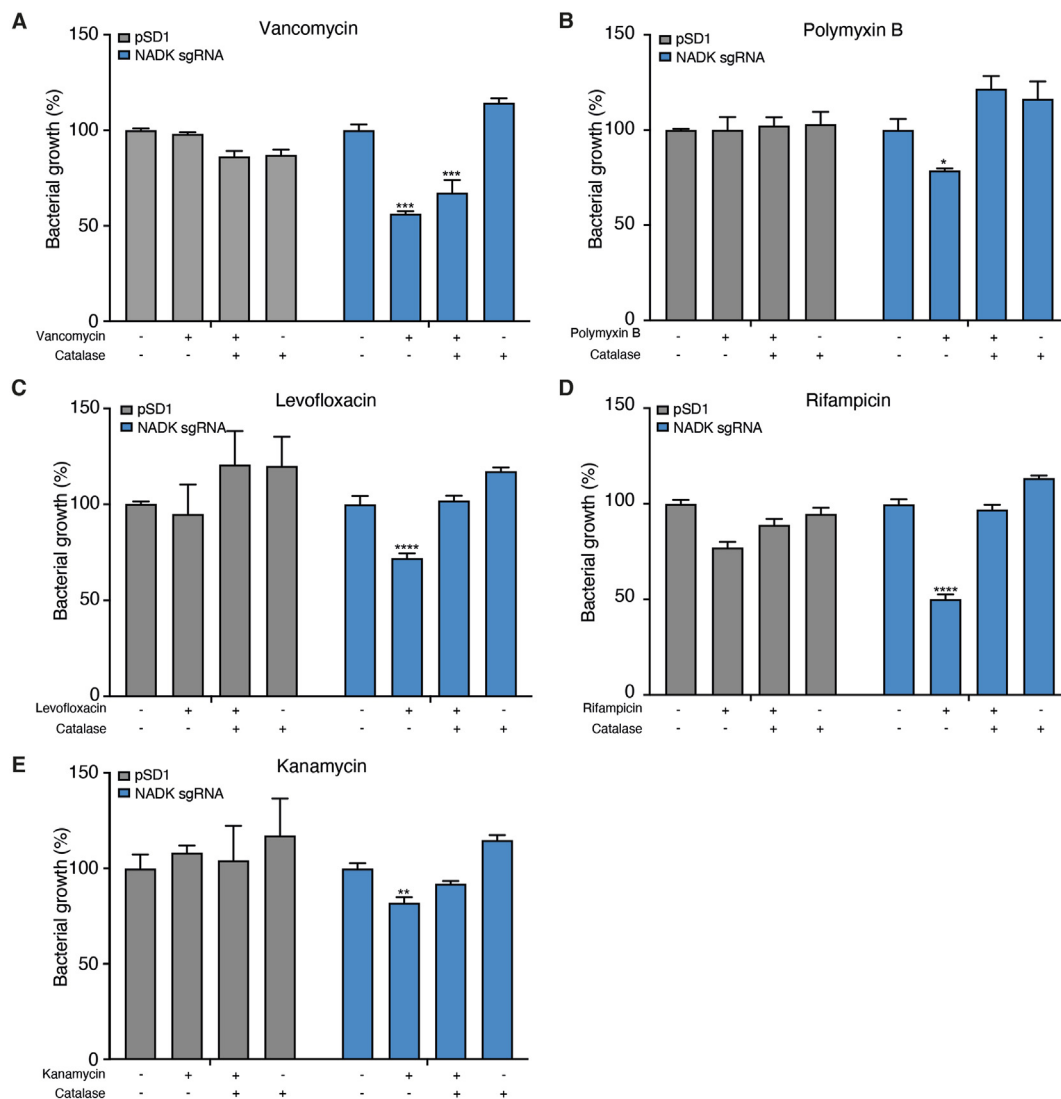 A
Vancomycin
pSD1
NADK sgRNA
Bacterial growth (%)
150
100
50
0
*** ***
Vancomycin - + + - - + + -
Catalase - - + + - - + +
B
Polymyxin B
pSD1
NADK sgRNA
Bacterial growth (%)
150
100
50
0
*
Polymyxin B - + + - - + + -
Catalase - - + + - - + +
C
Levofloxacin
pSD1
NADK sgRNA
Bacterial growth (%)
150
100
50
0
****
Levofloxacin - + + - - + + -
Catalase - - + + - - + +
D
Rifampicin
pSD1
NADK sgRNA
Bacterial growth (%)
150
100
50
0
****
Rifampicin - + + - - + + -
Catalase - - + + - - + +
E
Kanamycin
pSD1
NADK sgRNA
Bacterial growth (%)
150
100
50
0
**
Kanamycin - + + - - + + -
Catalase - - + + - - + +